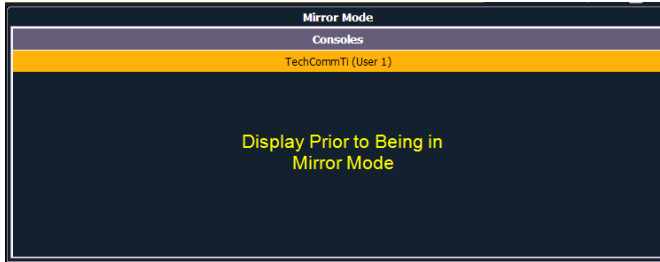 Mirror Mode
Consoles
TechCommTi (User 1)
Display Prior to Being in
Mirror Mode